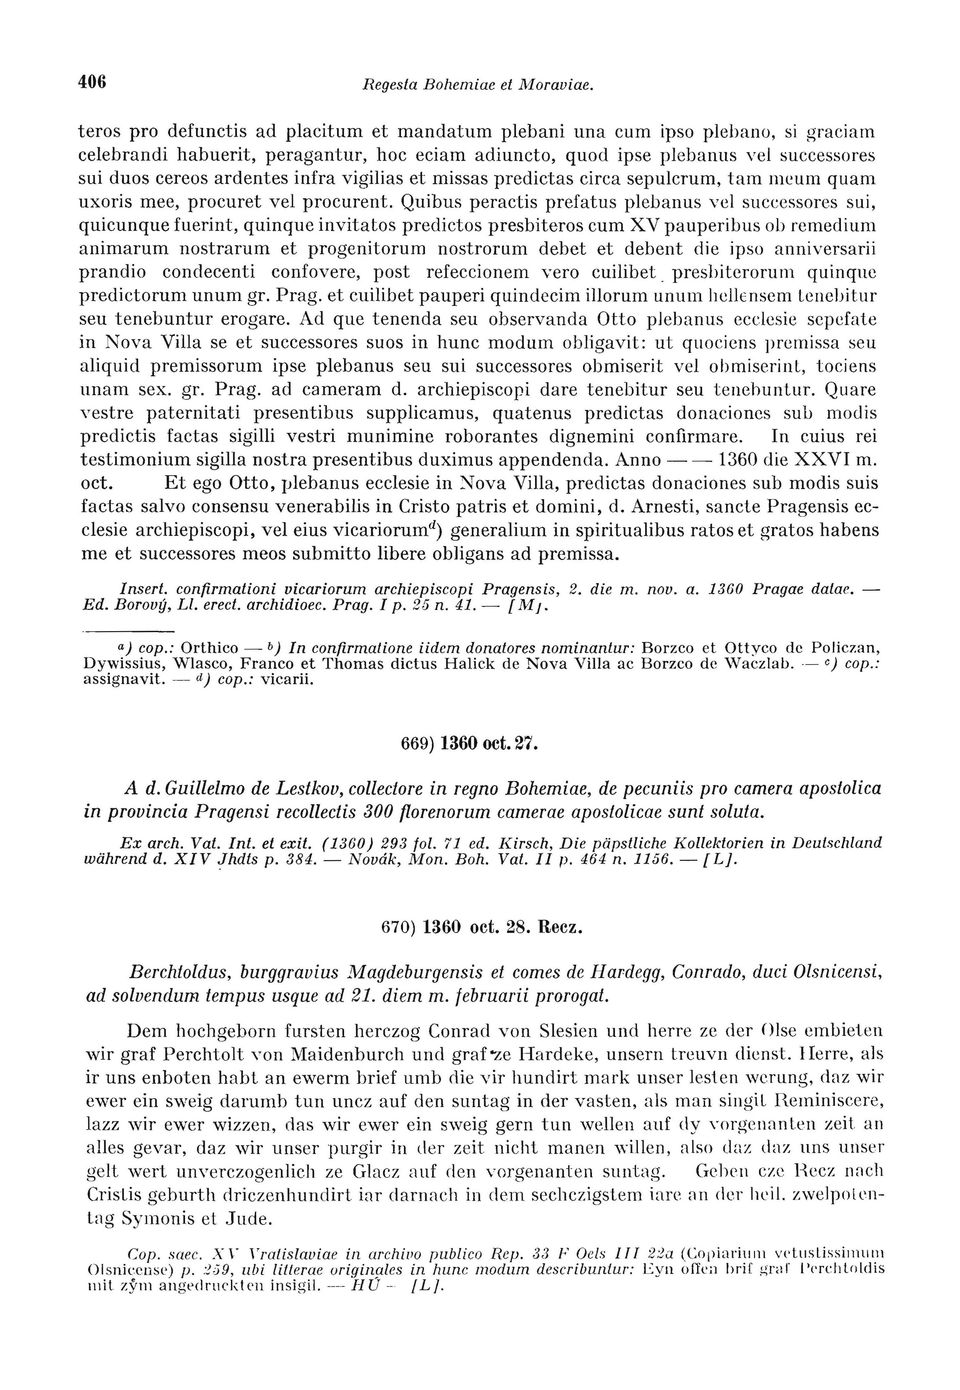 406 Regesta Bohemiae et Moraviae.
teros pro defunctis ad placitum et mandatum plebani una cum ipso plebano, si graciam
celebrandi habuerit, peragantur, hoc eciam adiuncto, quod ipse plebanus vel successores
sui duos cereos ardentes infra vigilias et missas predictas circa sepulcrum, tam meum quam
uxoris mee, procuret vel procurent. Quibus peractis prefatus plebanus vel successores sui,
quicunque fuerint, quinque invitatos predictos presbiteros cum XV pauperibus ob remedium
animarum nostrarum et progenitorum nostrorum debet et debent die ipso anniversarii
prandio condecenti confovere, post refeccionem vero cuilibet presbiterorum quinque
predictorum unum gr. Prag. et cuilibet pauperi quindecim illorum unum hellensem tenebitur
seu tenebuntur erogare. Ad que tenenda seu observanda Otto plebanus ecclesie sepefate
in Nova Villa se et successores suos in hunc modum obligavit: ut quociens premissa seu
aliquid premissorum ipse plebanus seu sui successores obmiserit vel obmiserint, tociens
unam sex. gr. Prag. ad cameram d. archiepiscopi dare tenebitur seu tenebuntur. Quare
vestre paternitati presentibus supplicamus, quatenus predictas donaciones sub modis
predictis factas sigilli vestri munimine roborantes dignemini confirmare. In cuius rei
testimonium sigilla nostra presentibus duximus appendenda. Anno — — 1360 die XXVI m.
oct. Et ego Otto, plebanus ecclesie in Nova Villa, predictas donaciones sub modis suis
factas salvo consensu venerabilis in Cristo patris et domini, d. Arnesti, sancte Pragensis ec-
clesie archiepiscopi, vel eius vicariorum d) generalium in spiritualibus ratos et gratos habens
me et successores meos submitto libere obligans ad premissa.
Insert. confirmationi vicariorum archiepiscopi Pragensis, 2. die m. nov. a. 1360 Pragae datae. —
Ed. Borový, Ll. erect. archidioec. Prag. I p. 25 n. 41. — [M].
a) cop.: Orthico — b) In confirmatione iidem donatores nominantur: Borzco et Ottyco de Policzan,
Dywissius, Wlasco, Franco et Thomas dictus Halick de Nova Villa ac Borzco de Waczlab. — c) cop.:
assignavit. — d) cop.: vicarii.
669) 1360 oct. 27.
A d. Guillelmo de Lestkov, collectore in regno Bohemiae, de pecuniis pro camera apostolica
in provincia Pragensi recollectis 300 florenorum camerae apostolicae sunt soluta.
Ex arch. Vat. Int. et exit. (1360) 293 fol. 71 ed. Kirsch, Die päpstliche Kollektorien in Deutschland
während d. XIV Jhdts p. 384. — Novák, Mon. Boh. Vat. II p. 464 n. 1156. — [L].
670) 1360 oct. 28. Recz.
Berchtoldus, burggravius Magdeburgensis et comes de Hardegg, Conrado, duci Olsnicensi,
ad solvendum tempus usque ad 21. diem m. februarii prorogat.
Dem hochgeborn fursten herczog Conrad von Slesien und herre ze der Olse embieten
wir graf Perchtolt von Maidenburch und graf ze Hardeke, unsern treuvn dienst. Herre, als
ir uns enboten habt an ewerm brief umb die vir hundirt mark unser lesten werung, daz wir
ewer ein sweig darumb tun uncz auf den suntag in der vasten, als man singit Reminiscere,
lazz wir ewer wizzen, das wir ewer ein sweig gern tun wellen auf dy vorgenanten zeit an
alles gevar, daz wir unser purgir in der zeit nicht manen willen, also daz daz uns unser
gelt wert unverczogenlich ze Glacz auf den vorgenanten suntag. Geben cze Recz nach
Cristis geburth driczenhundirt iar darnach in dem sechczigstem iare an der heil. zwelpoten-
tag Symonis et Jude.
Cop. saec. XV Vratislaviae in archivo publico Rep. 33 F Oels III 22a (Copiarium vetustissimum
Olsnicense) p. 259, ubi litterae originales in hunc modum describuntur: Eyn offen brif graf Perchtoldis
mit zẙm angedruckten insigil. — HÚ – [L].